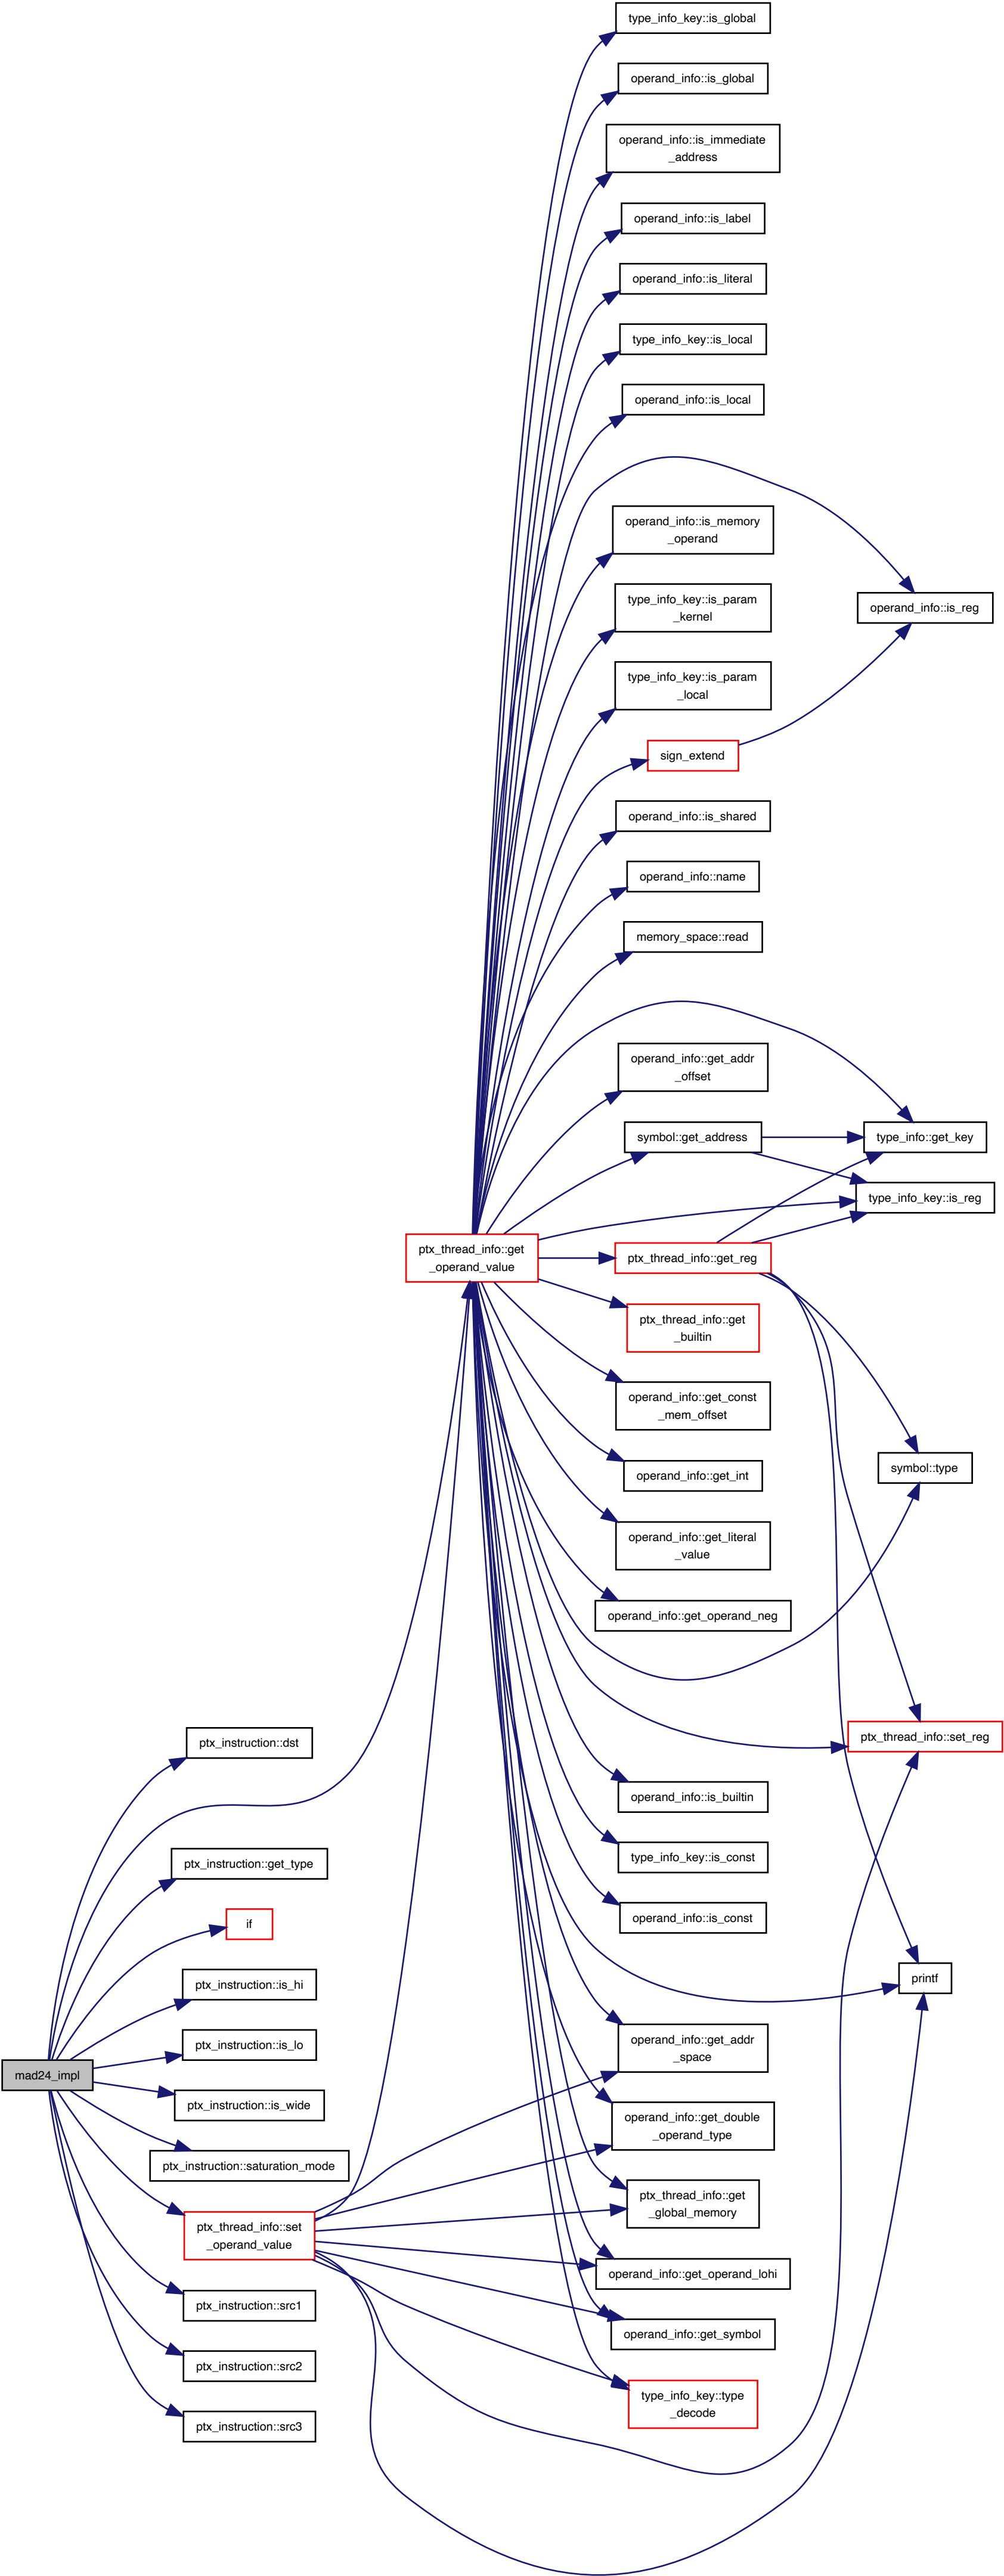 type_info_key::is_global
operand_info::is_global
operand_info::is_immediate
_address
operand_info::is_label
operand_info::is_literal
type_info_key::is_local
operand_info::is_local
operand_info::is_memory
_operand
type_info_key::is_param
_kernel
operand_info::is_reg
type_info_key::is_param
_local
sign_extend
operand_info::is_shared
operand_info::name
memory_space::read
operand_info::get_addr
_offset
symbol::get_address
type_info::get_key
type_info_key::is_reg
ptx_thread_info::get
_operand_value
ptx_thread_info::get_reg
ptx_thread_info::get
_builtin
operand_info::get_const
_mem_offset
operand_info::get_int
symbol::type
operand_info::get_literal
_value
operand_info::get_operand_neg
ptx_thread_info::set_reg
ptx_instruction::dst
operand_info::is_builtin
type_info_key::is_const
ptx_instruction::get_type
operand_info::is_const
if
printf
ptx_instruction::is_hi
ptx_instruction::is_lo
operand_info::get_addr
_space
mad24_impl
ptx_instruction::is_wide
operand_info::get_double
_operand_type
ptx_instruction::saturation_mode
ptx_thread_info::get
_global_memory
ptx_thread_info::set
_operand_value
operand_info::get_operand_lohi
ptx_instruction::src1
operand_info::get_symbol
ptx_instruction::src2
type_info_key::type
_decode
ptx_instruction::src3